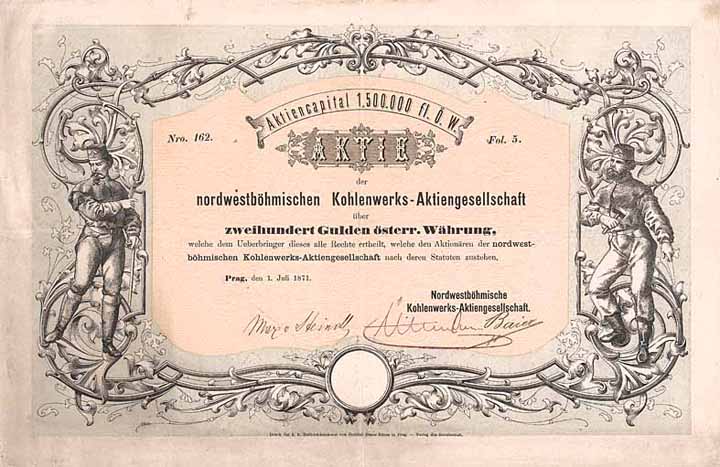 Aktiencapital 1,500.000 fl. Ö. W.
Nro. 162.
Fol. 5.
AKTIE
der
nordwestböhmischen Kohlenwerks-Aktiengesellschaft
über
zweihundert Gulden österr. Währung,
welche dem Ueberbringer dieses alle Rechte ertheilt, welche den Aktionären der nordwest-
böhmischen Kohlenwerks-Aktiengesellschaft nach deren Statuten zustehen.
Prag, den 1. Juli 1871.
Nordwestböhmische
Kohlenwerks-Aktiengesellschaft.